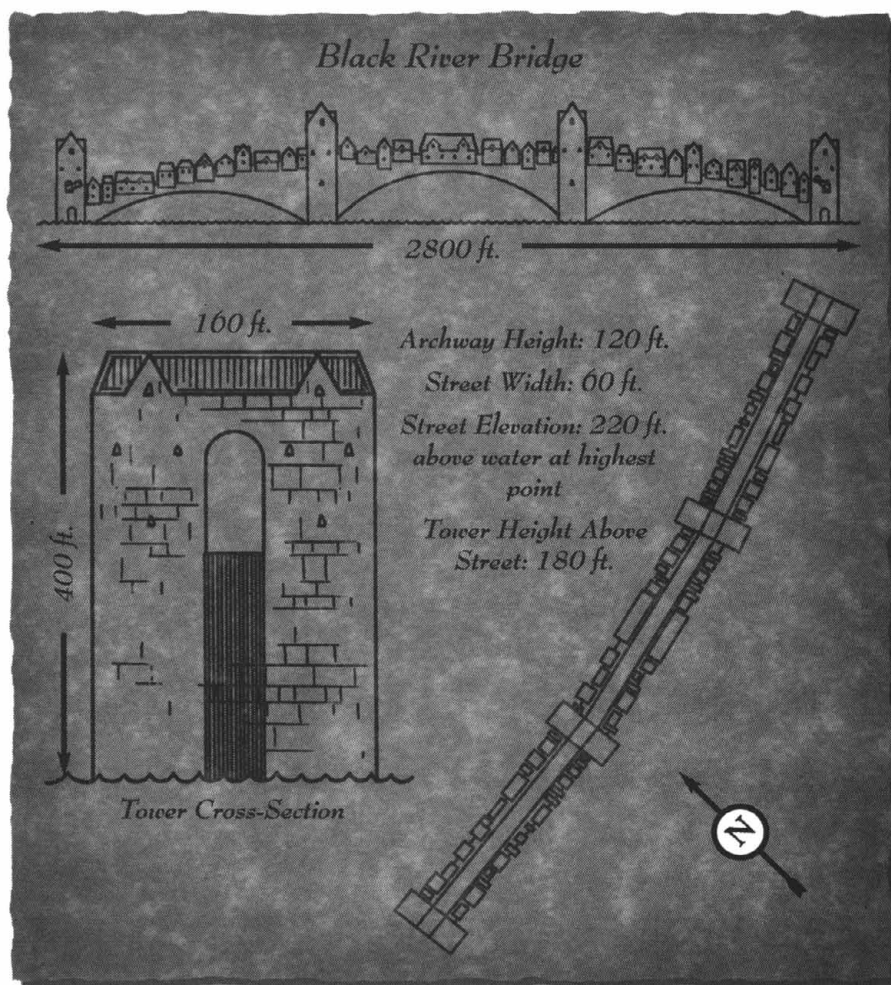 Black River Bridge
2800 ft.
160 ft.
400 ft.
Tower Cross-Section
Archway Height: 120 ft.
Street Width: 60 ft.
Street Elevation: 220 ft.
above water at highest
point
Tower Height Above
Street: 180 ft.
N